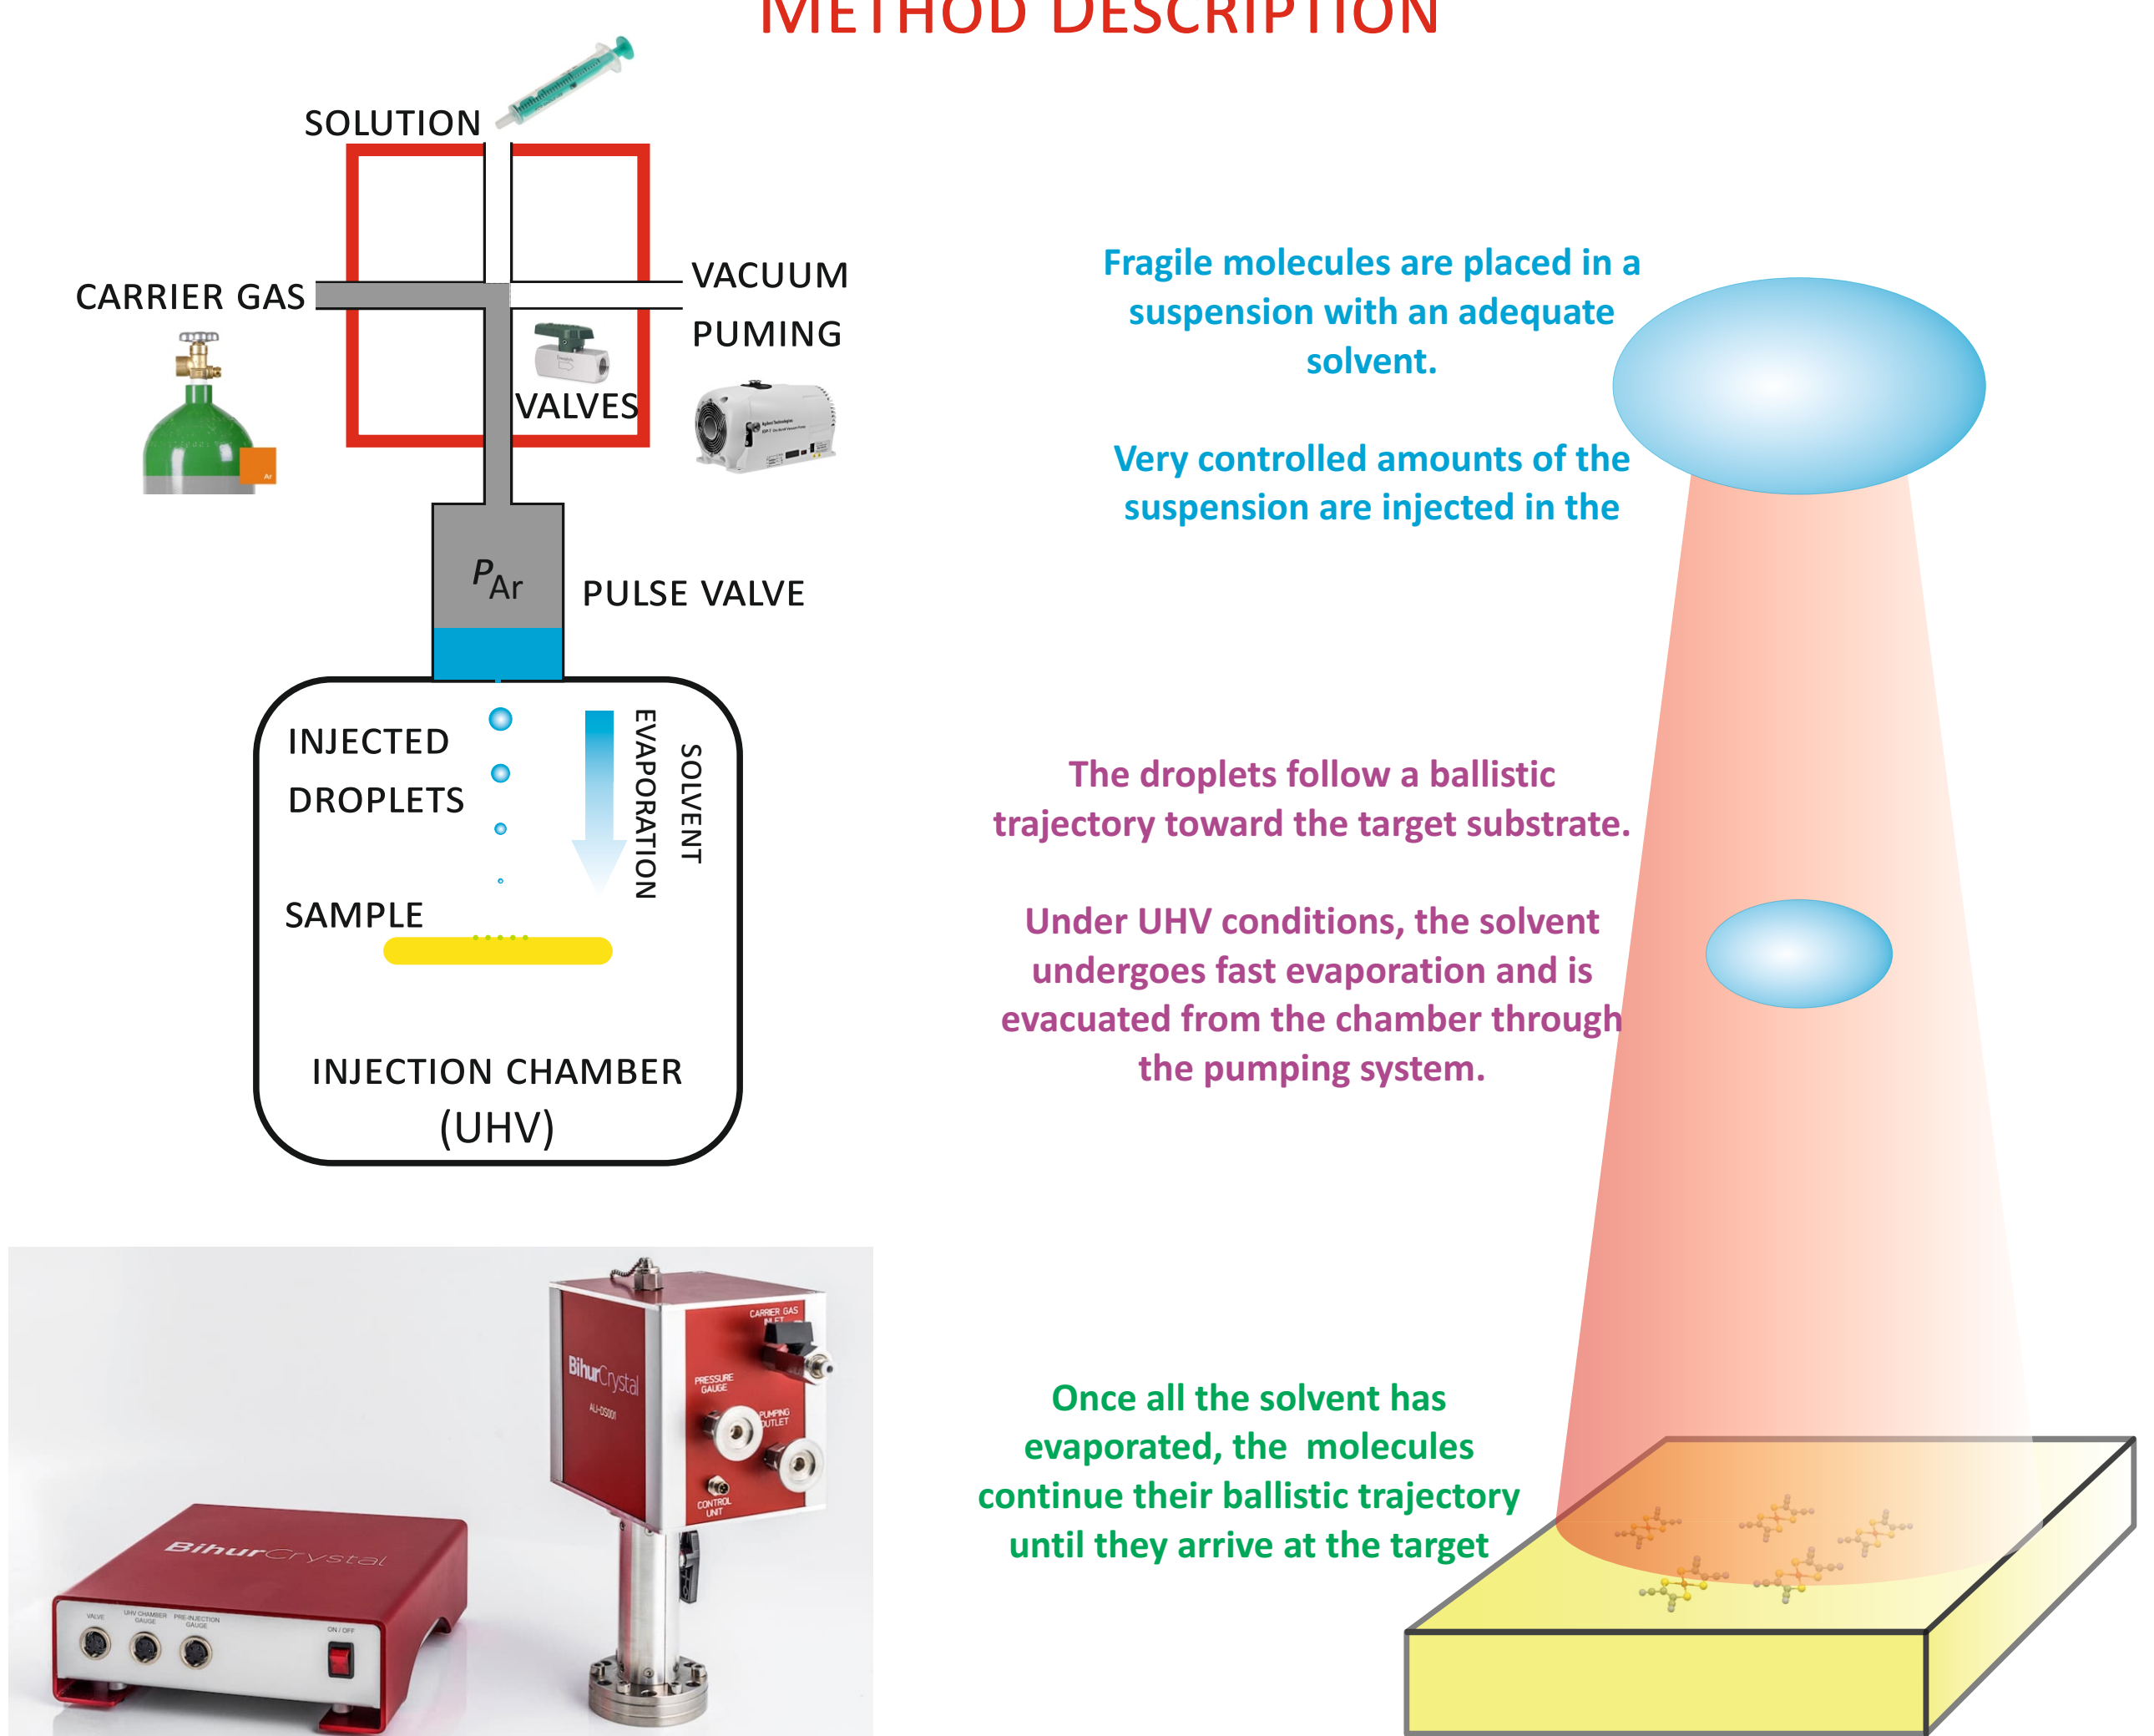 METHOD DESCRIPTION
SOLUTION
CARRIER GAS
VACUUM
PUMING
VALVES
Ar
P Ar
PULSE VALVE
INJECTED
DROPLETS
EVAPORATION
SOLVENT
SAMPLE
INJECTION CHAMBER
(UHV)
Fragile molecules are placed in a
suspension with an adequate
solvent.
Very controlled amounts of the
suspension are injected in the
The droplets follow a ballistic
trajectory toward the target substrate.
Under UHV conditions, the solvent
undergoes fast evaporation and is
evacuated from the chamber through
the pumping system.
Once all the solvent has
evaporated, the molecules
continue their ballistic trajectory
until they arrive at the target
CARRIER GAS
INLET
BihurCrystal
ALI-DS001
PRESSURE
GAUGE
PUMPING
OUTLET
CONTROL
UNIT
BihurCrystal
VALVE
UHV CHAMBER
GAUGE
PRE-INJECTION
GAUGE
ON / OFF